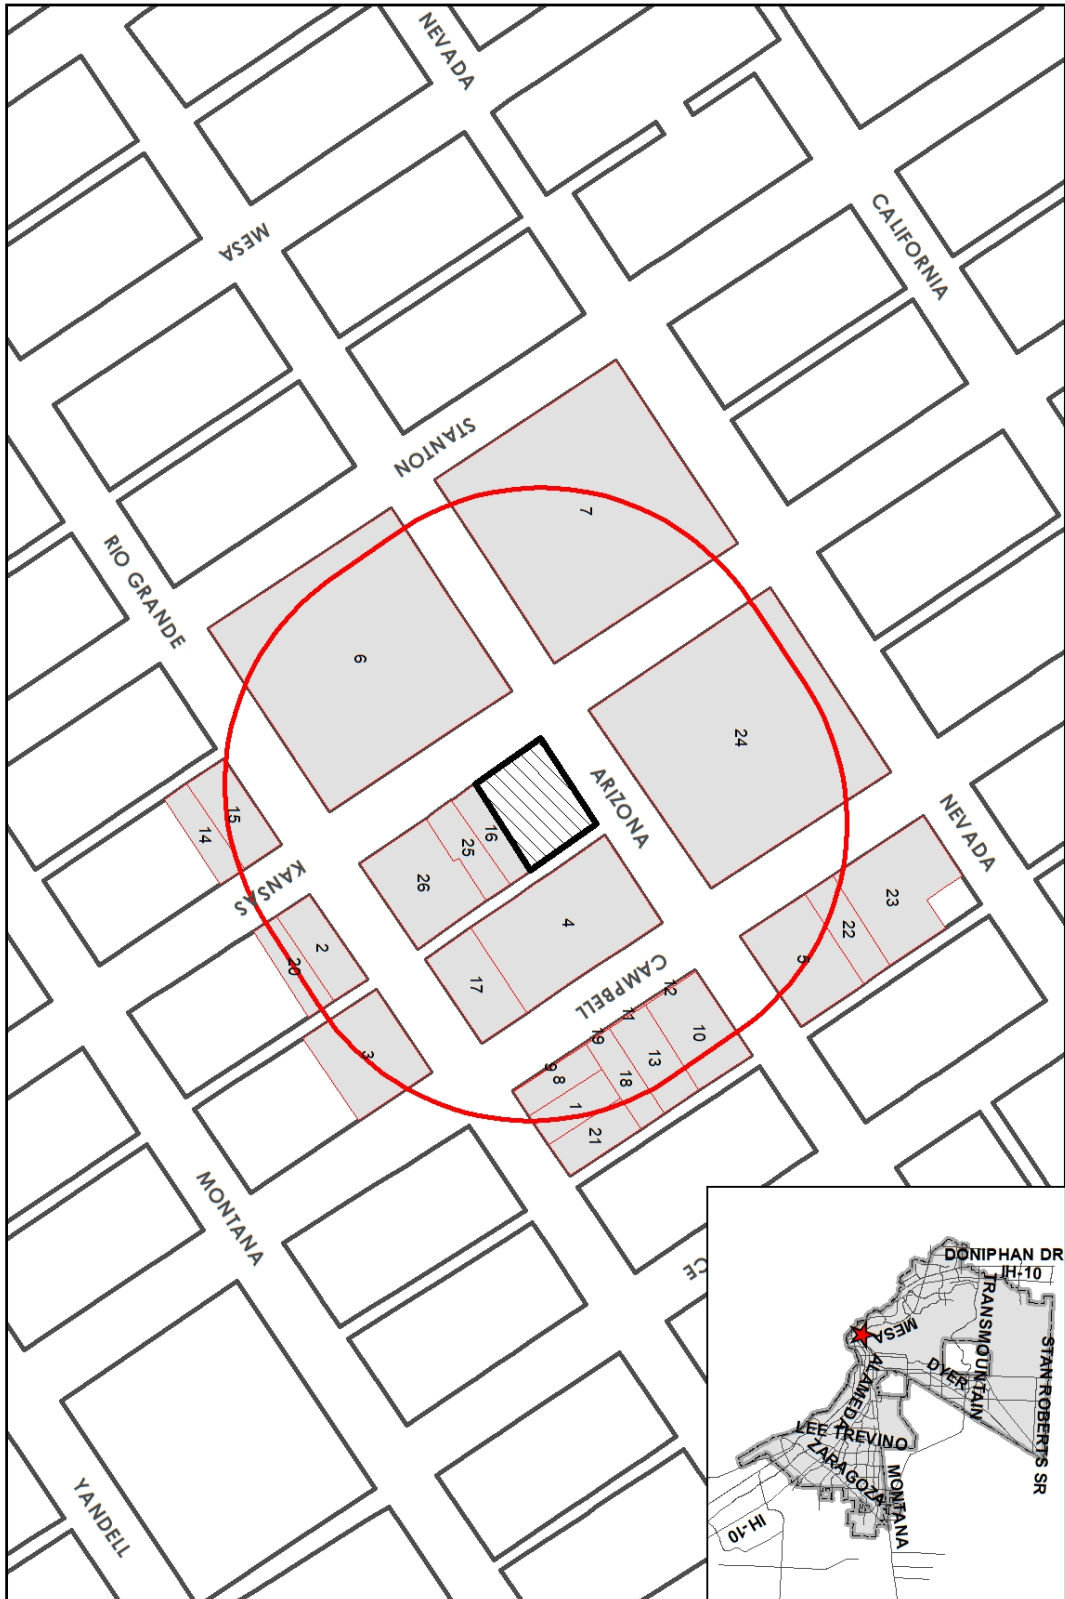 NEVADA
CALIFORNIA
MESA
STANTON
7
RIO GRANDE
6
24
ARIZONA
NEVADA
15
14
16
25
26
KANSAS
23
22
5
4
17
2
20
3
CAMPBELL
12
11
10
19
13
18
9
8
1
21
MONTANA
CE
YANDELL
DONIPHAN DR
IH-10
TRANSMOUNTAIN
MESA
STAN ROBERTS SR
DYER
ALAMEDA
LEE TREVINO
ZARAGOZA
MONTANA
IH-10